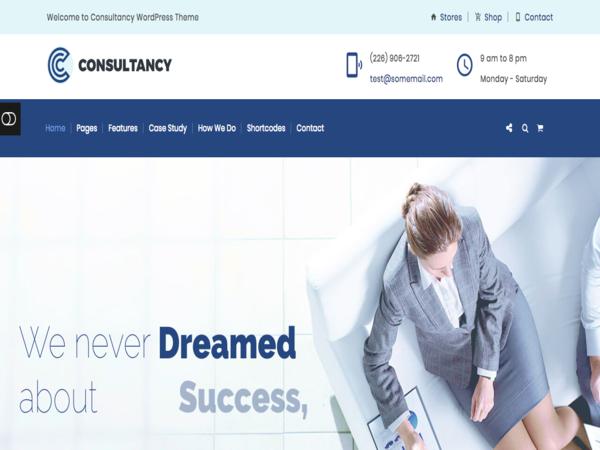 Welcome to Consultancy WordPress Theme
Stores Shop Contact
CONSULTANCY
(226) 906-2721
test@somemail.com
9 am to 8 pm
Monday - Saturday
Home Pages Features Case Study How We Do Shortcodes Contact
We never Dreamed
about Success,